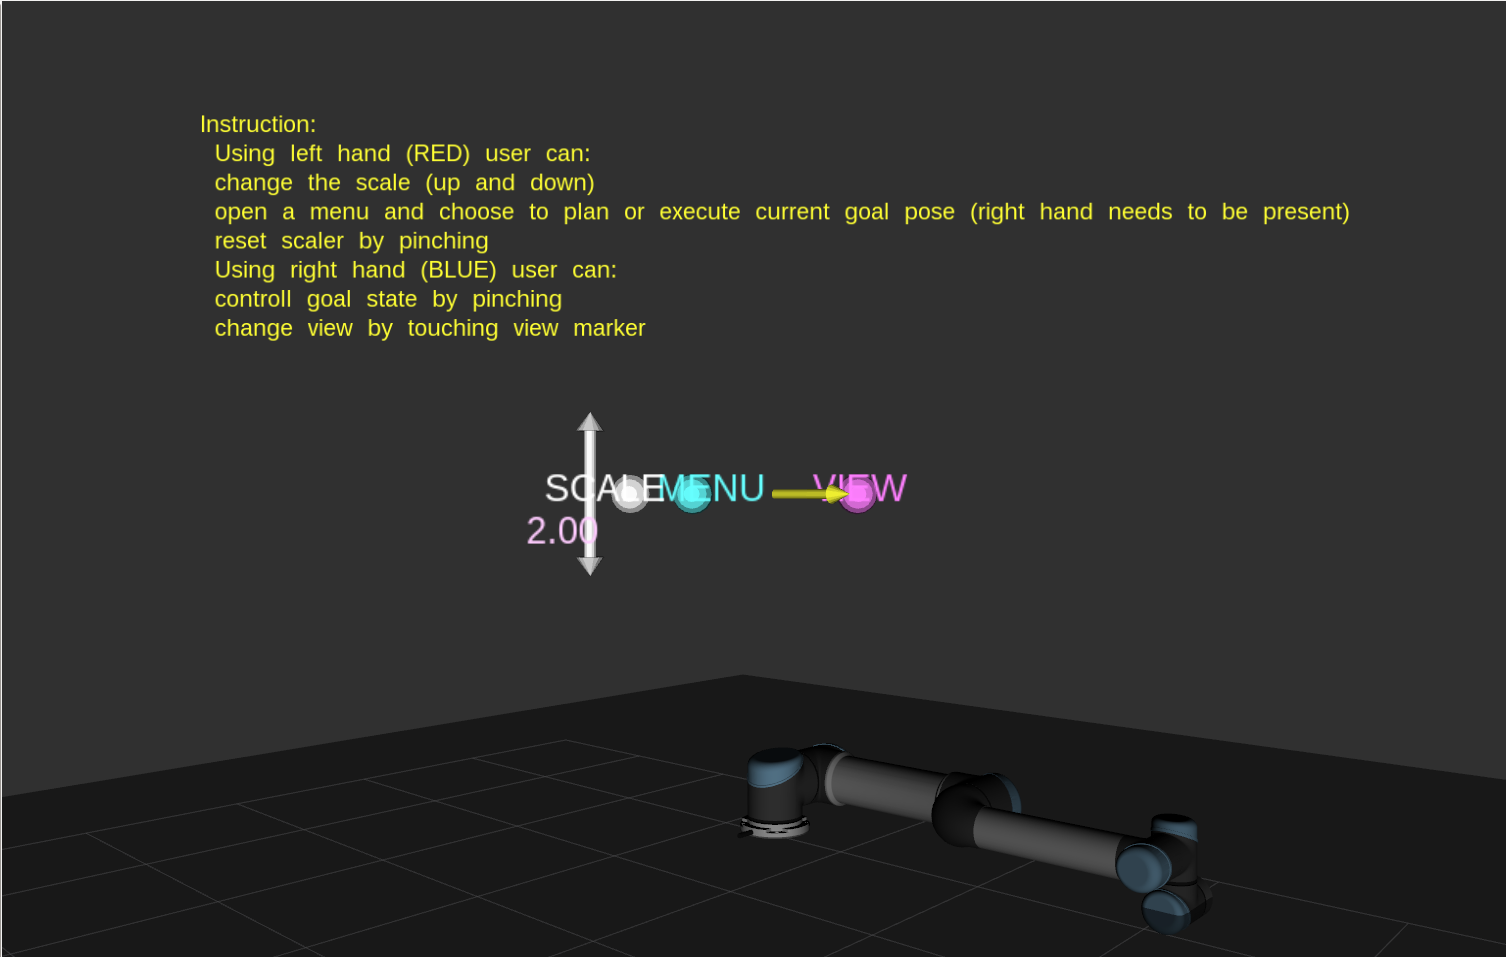 Instruction:
Using left hand (RED) user can:
change the scale (up and down)
open a menu and choose to plan or execute current goal pose (right hand needs to be present)
reset scaler by pinching
Using right hand (BLUE) user can:
controll goal state by pinching
change view by touching view marker
SCALE MENU VIEW
2.00